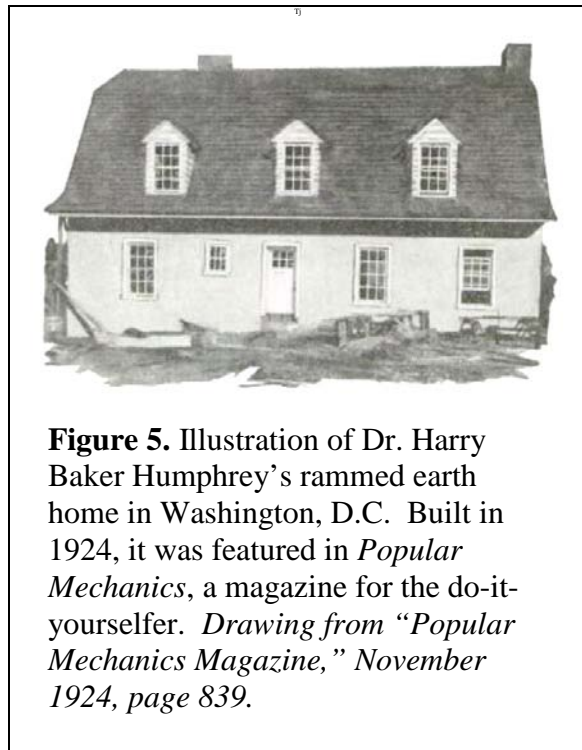 Tj
Figure 5. Illustration of Dr. Harry
Baker Humphrey’s rammed earth
home in Washington, D.C.  Built in
1924, it was featured in Popular
Mechanics, a magazine for the do-it-
yourselfer.  Drawing from “Popular
Mechanics Magazine,” November
1924, page 839.